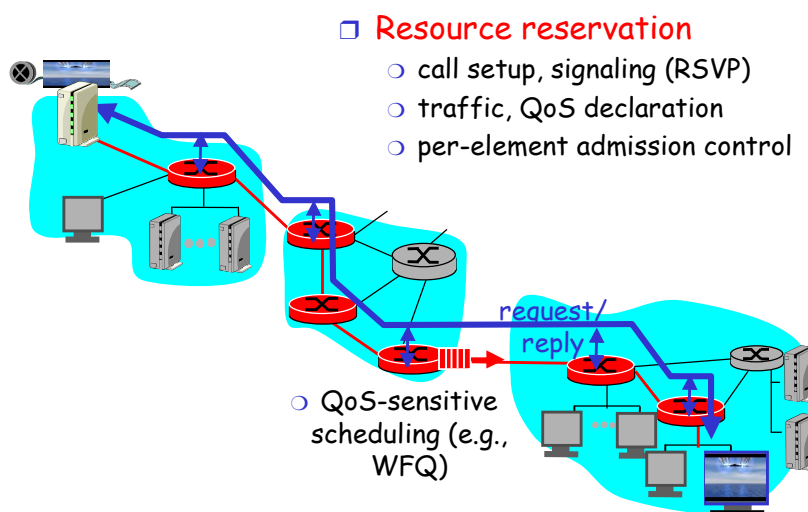 Resource reservation
call setup, signaling (RSVP)
traffic, QoS declaration
per-element admission control
request/
reply
QoS-sensitive
scheduling (e.g.,
WFQ)